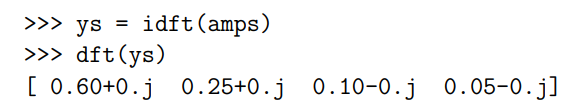 >>> ys = idft(amps)
>>> dft(ys)
[ 0.60+0.j  0.25+0.j  0.10-0.j  0.05-0.j]